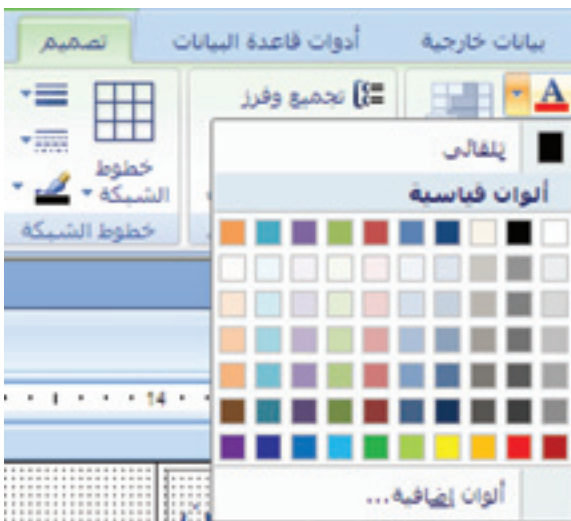 بيانات خارجية أدوات قاعدة البيانات تصميم
A تجميع وفرز
خطوط
الشبكة
خطوط الشبكة
تلقائي
ألوان قياسية
14
ألوان إضافية...